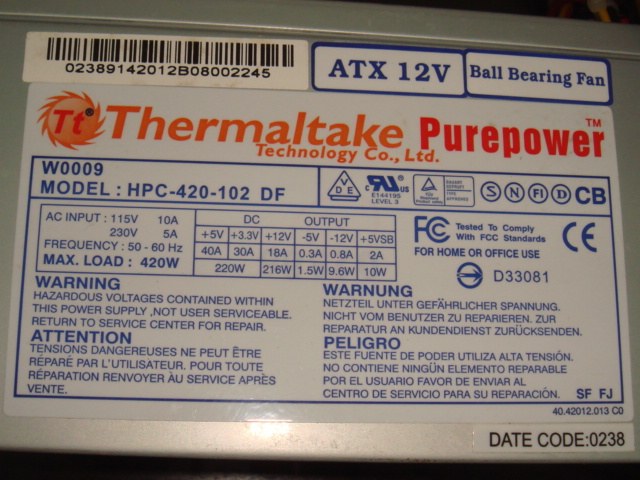 02389142012B08002245
ATX 12V
Ball Bearing Fan
Tt® Thermaltake Purepower™
Technology Co., Ltd.
W0009
MODEL : HPC-420-102 DF
VDE
c UL us
E144195
LEVEL 3
S N FI D CB
AC INPUT : 115V 10A
230V 5A
FREQUENCY : 50 - 60 Hz
MAX. LOAD : 420W
DC OUTPUT
+5V +3.3V +12V -5V -12V +5VSB
40A 30A 18A 0.3A 0.8A 2A
220W 216W 1.5W 9.6W 10W
FC Tested To Comply
With FCC Standards
FOR HOME OR OFFICE USE
CE
D33081
WARNING
HAZARDOUS VOLTAGES CONTAINED WITHIN
THIS POWER SUPPLY ,NOT USER SERVICEABLE.
RETURN TO SERVICE CENTER FOR REPAIR.
ATTENTION
TENSIONS DANGEREUSES NE PEUT ÊTRE
RÉPARÉ PAR L'UTILISATEUR. POUR TOUTE
RÉPARATION RENVOYER ÀU SERVICE APRÈS
VENTE.
WARNUNG
NETZTEIL UNTER GEFÄHRLICHER SPANNUNG.
NICHT VOM BENUTZER ZU REPARIEREN. ZUR
REPARATUR AN KUNDENDIENST ZURÜCKSENDEN.
PELIGRO
ESTE FUENTE DE PODER UTILIZA ALTA TENSIÓN.
NO CONTIENE NINGÚN ELEMENTO REPARABLE
POR EL USUARIO FAVOR DE ENVIAR AL
CENTRO DE SERVICIO PARA SU REPARACIÓN.
SF FJ
40.42012.013 C0
DATE CODE:0238